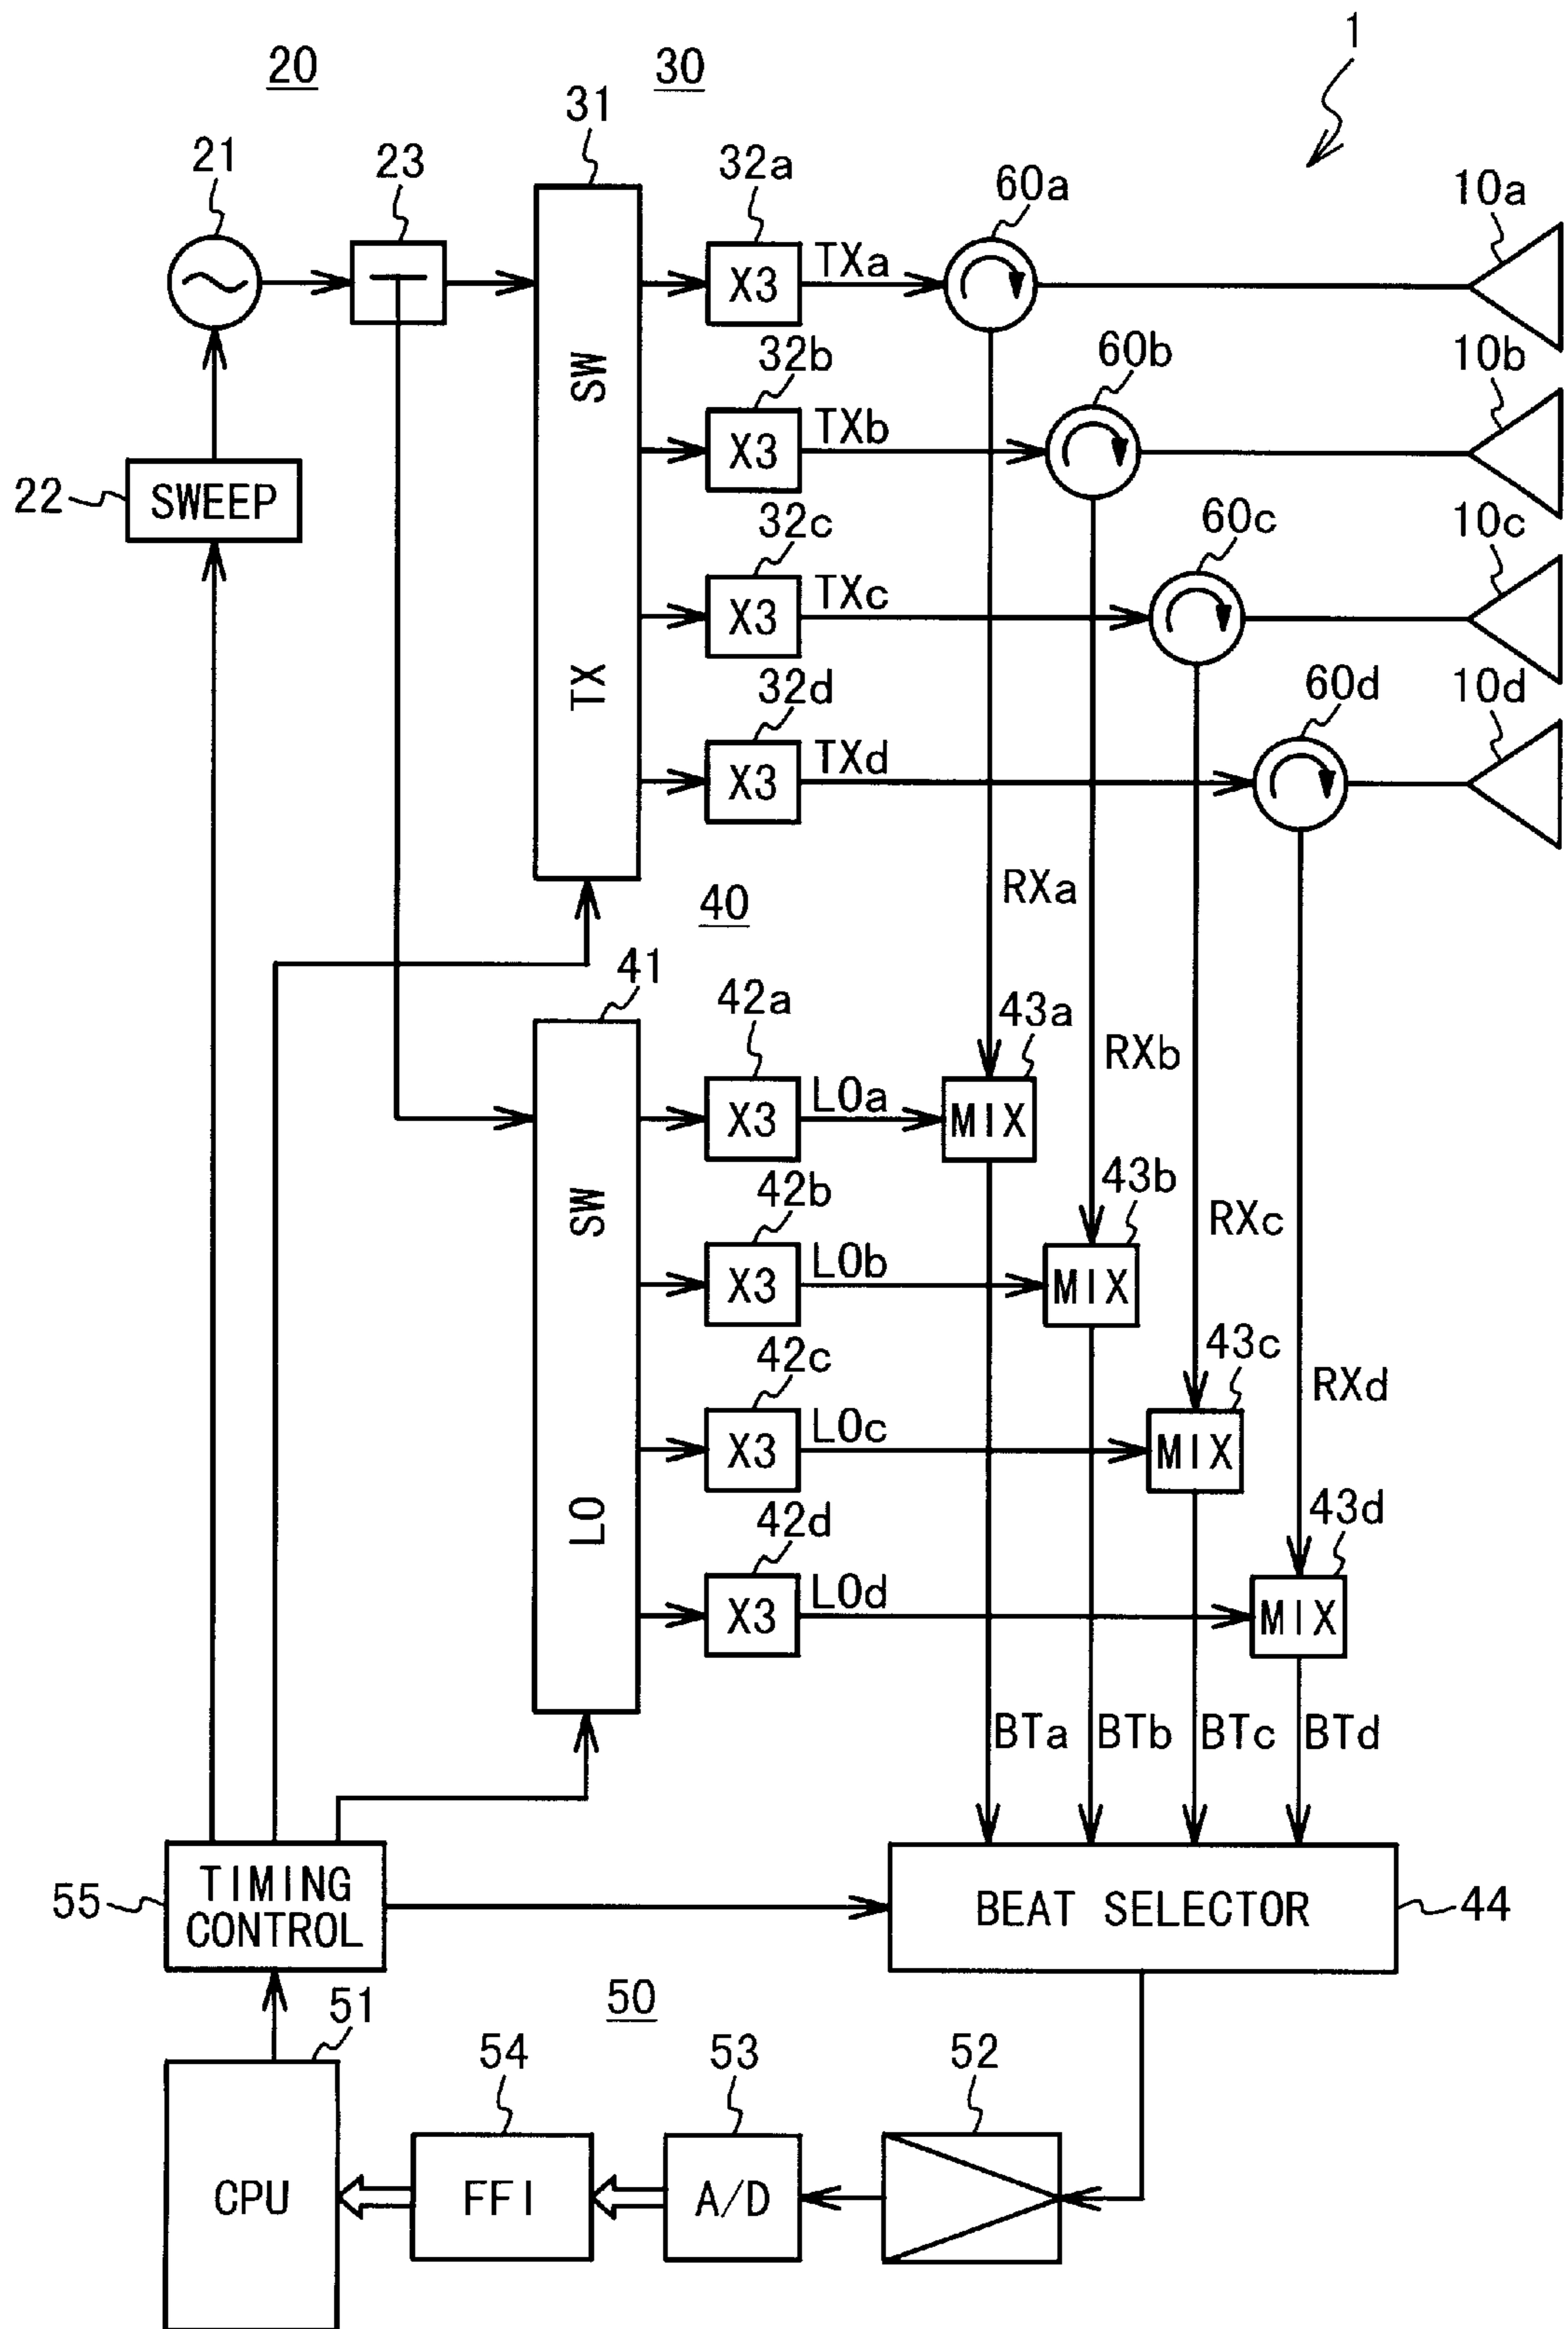 1
20
30
31
21
23
32a
60a
10a
X3
TXa
SW
32b
60b
10b
X3
TXb
22
SWEEP
32c
60c
10c
X3
TXc
TX
32d
60d
10d
X3
TXd
RXa
40
41
42a
43a
X3
LOa
MIX
RXb
SW
42b
43b
X3
LOb
MIX
RXc
42c
43c
X3
LOc
MIX
RXd
LO
42d
43d
X3
LOd
MIX
BTa
BTb
BTc
BTd
55
TIMING
CONTROL
BEAT SELECTOR
44
51
50
54
53
52
CPU
FFI
A/D